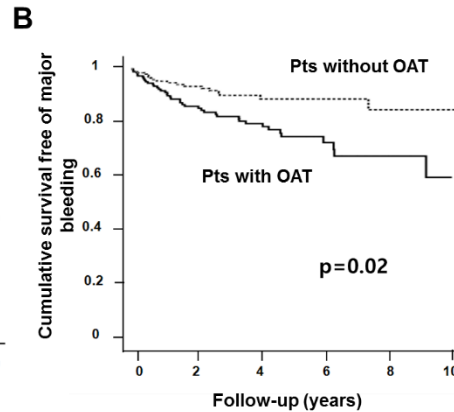 B
Cumulative survival free of major
bleeding
1
0.8
0.6
0.4
0.2
0
Pts without OAT
Pts with OAT
p=0.02
0 2 4 6 8 10
Follow-up (years)